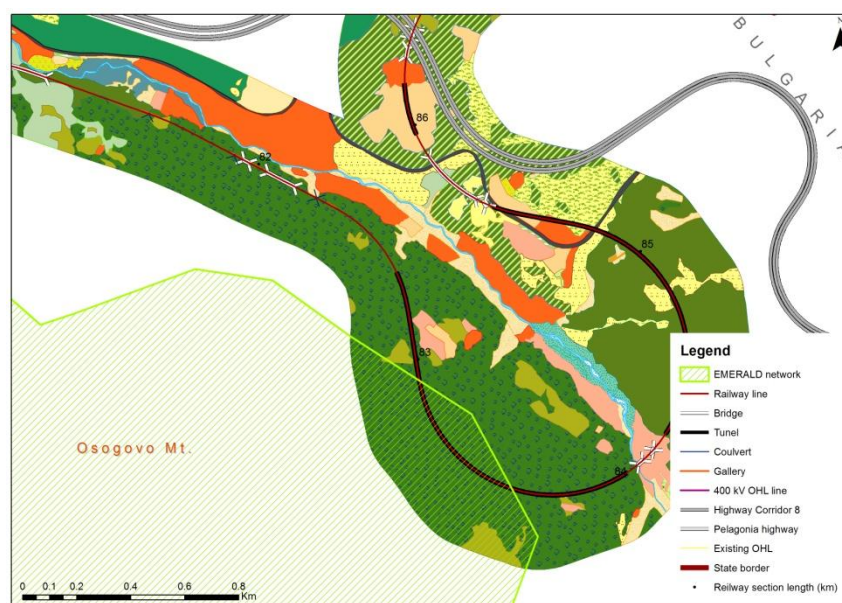 BULGARIA
N
86
82
85
83
84
Osogovo Mt.
Legend
EMERALD network
Railway line
Bridge
Tunel
Coulvert
Gallery
400 kV OHL line
Highway Corridor 8
Pelagonia highway
Existing OHL
State border
Railway section length (km)
0 0.1 0.2 0.4 0.6 0.8
Km